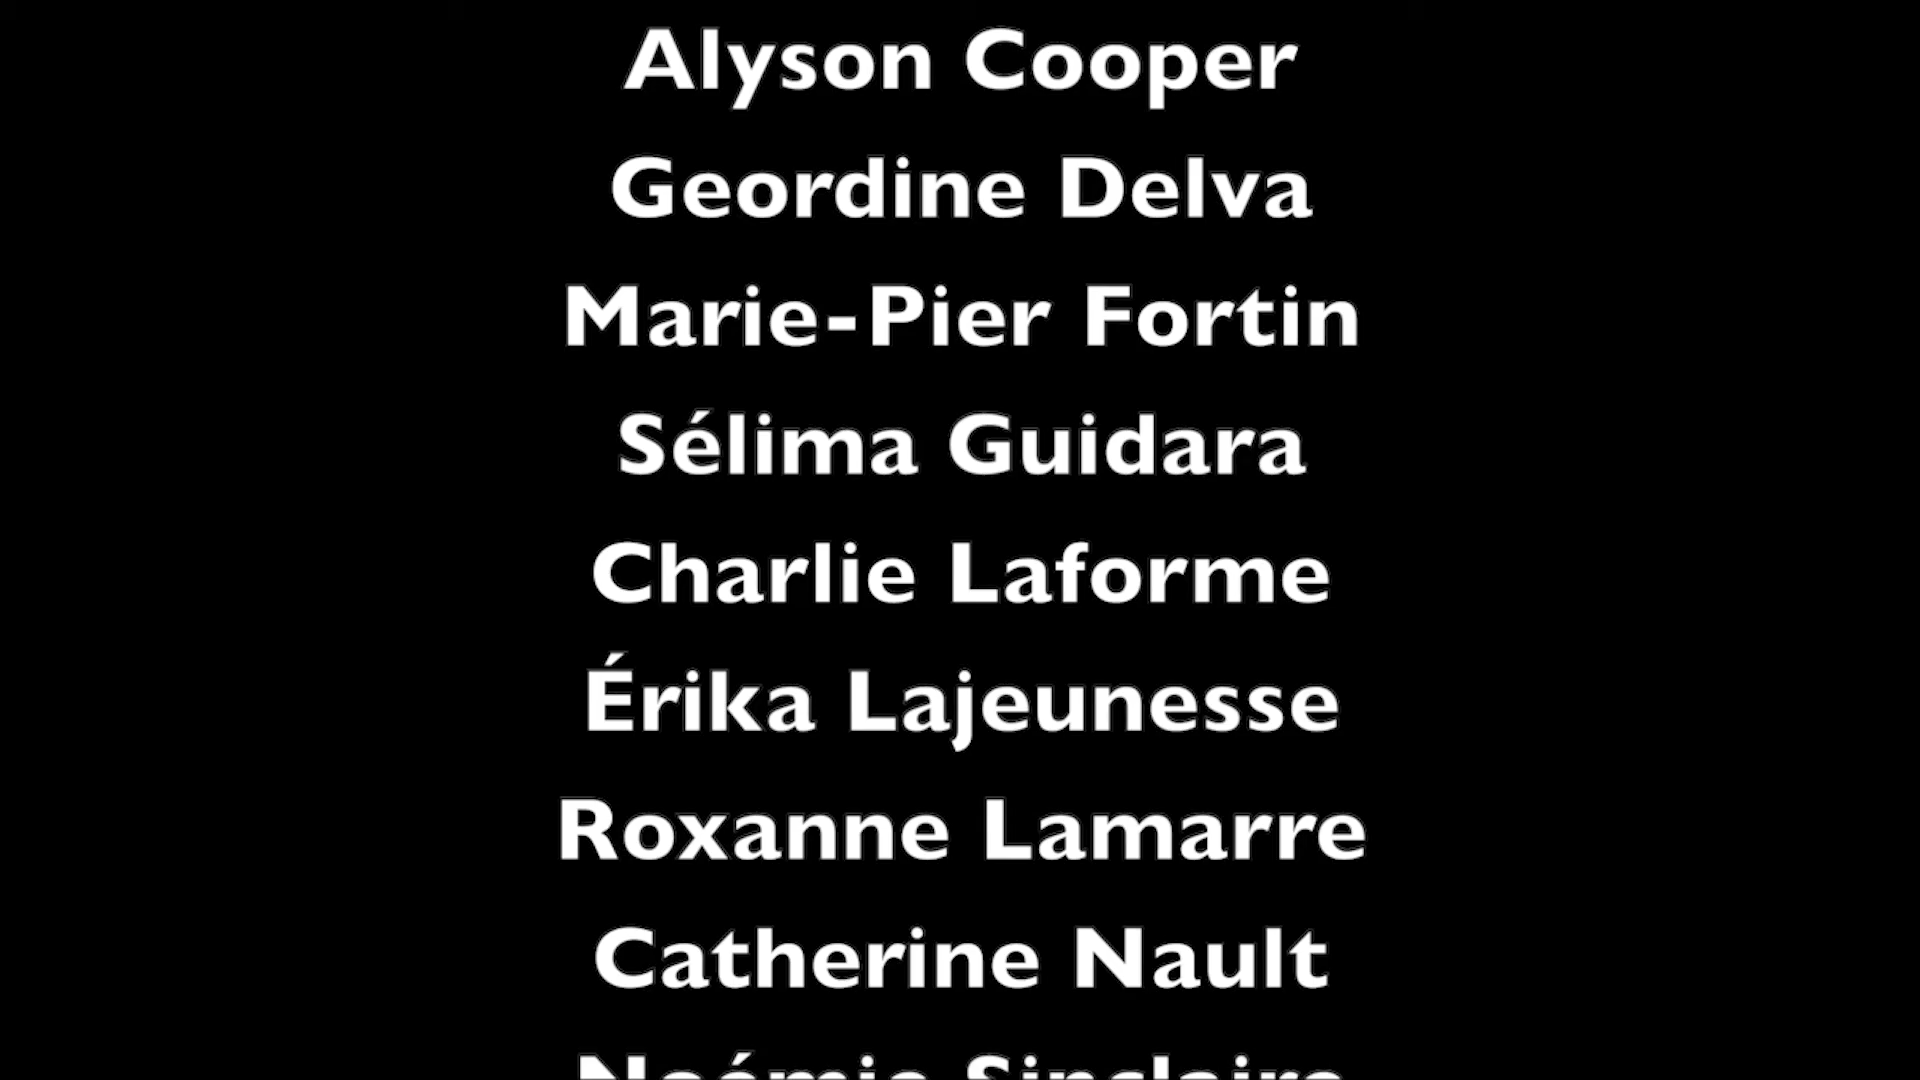 Alyson Cooper
Geordine Delva
Marie-Pier Fortin
Sélima Guidara
Charlie Laforme
Érika Lajeunesse
Roxanne Lamarre
Catherine Nault
Noémie Sinclaire